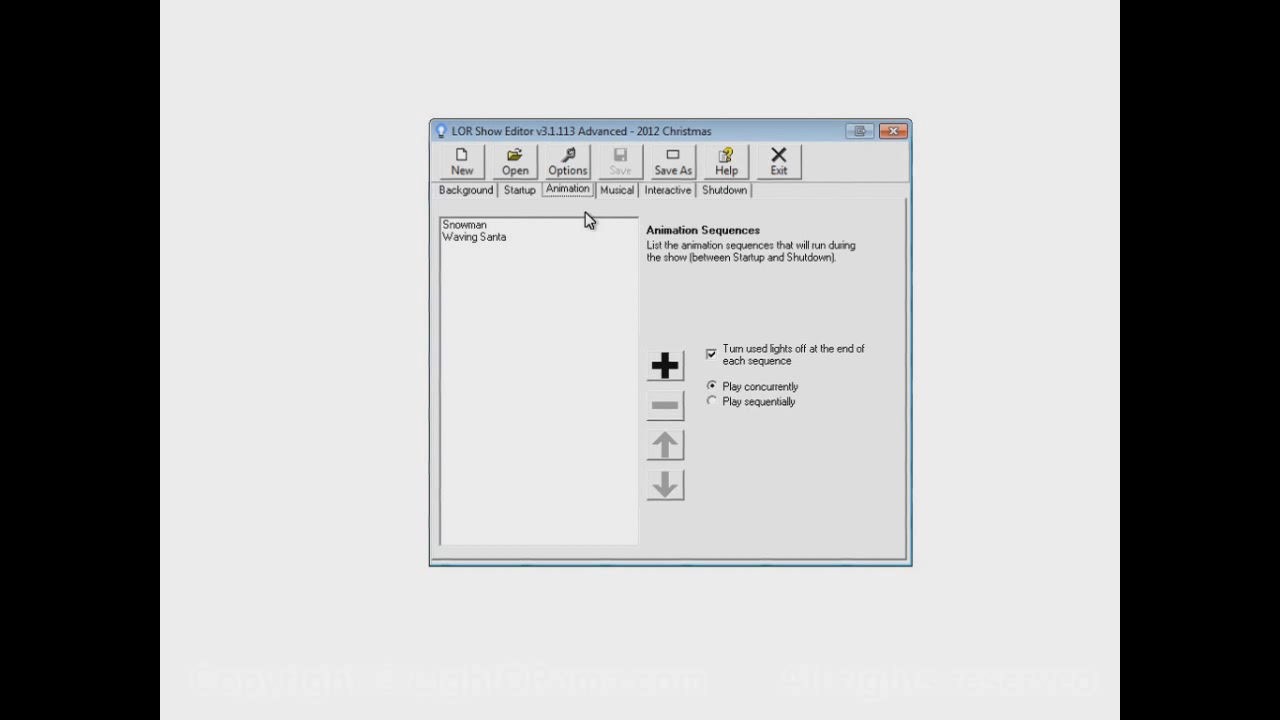 LOR Show Editor v3.1.113 Advanced - 2012 Christmas
New Open Options Save Save As Help Exit
Background Startup Animation Musical Interactive Shutdown
Snowman
Waving Santa
Animation Sequences
List the animation sequences that will run during
the show (between Startup and Shutdown).
Turn used lights off at the end of
each sequence
Play concurrently
Play sequentially